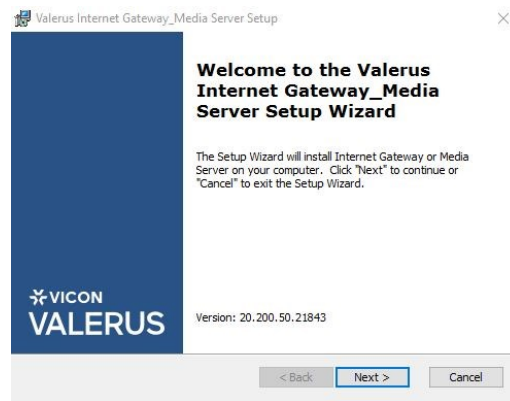 Valerus Internet Gateway_Media Server Setup
Welcome to the Valerus
Internet Gateway_Media
Server Setup Wizard
The Setup Wizard will install Internet Gateway or Media
Server on your computer. Click "Next" to continue or
"Cancel" to exit the Setup Wizard.
VICON
VALERUS
Version: 20.200.50.21843
< Back Next > Cancel